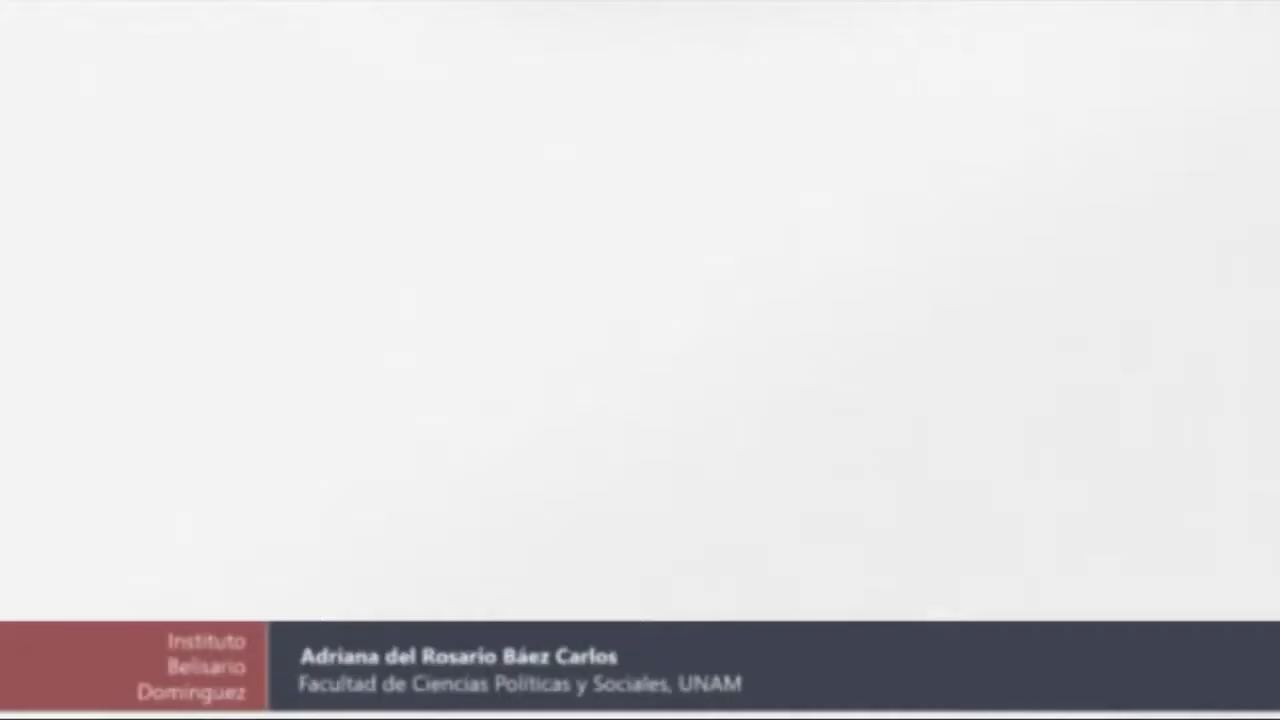 Instituto
Belisario
Domínguez
Adriana del Rosario Báez Carlos
Facultad de Ciencias Políticas y Sociales, UNAM